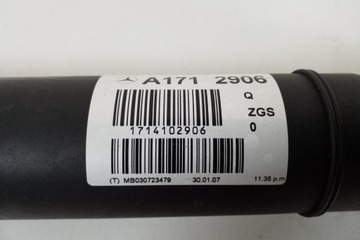 A171 2906
Q
ZGS
0
1714102906
(T) MB030723479 30.01.07 11:35 p.m